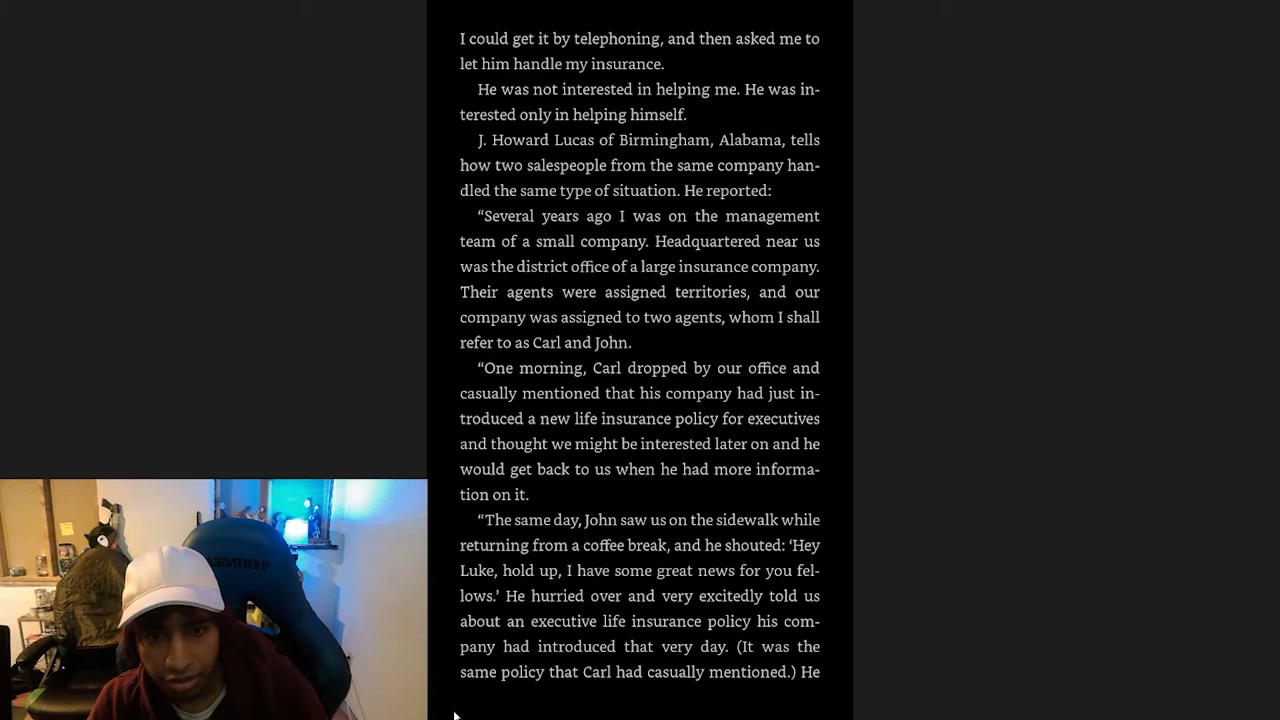 I could get it by telephoning, and then asked me to
let him handle my insurance.
He was not interested in helping me. He was in-
terested only in helping himself.
J. Howard Lucas of Birmingham, Alabama, tells
how two salespeople from the same company han-
dled the same type of situation. He reported:
“Several years ago I was on the management
team of a small company. Headquartered near us
was the district office of a large insurance company.
Their agents were assigned territories, and our
company was assigned to two agents, whom I shall
refer to as Carl and John.
“One morning, Carl dropped by our office and
casually mentioned that his company had just in-
troduced a new life insurance policy for executives
and thought we might be interested later on and he
would get back to us when he had more informa-
tion on it.
“The same day, John saw us on the sidewalk while
returning from a coffee break, and he shouted: ‘Hey
Luke, hold up, I have some great news for you fel-
lows.’ He hurried over and very excitedly told us
about an executive life insurance policy his com-
pany had introduced that very day. (It was the
same policy that Carl had casually mentioned.) He